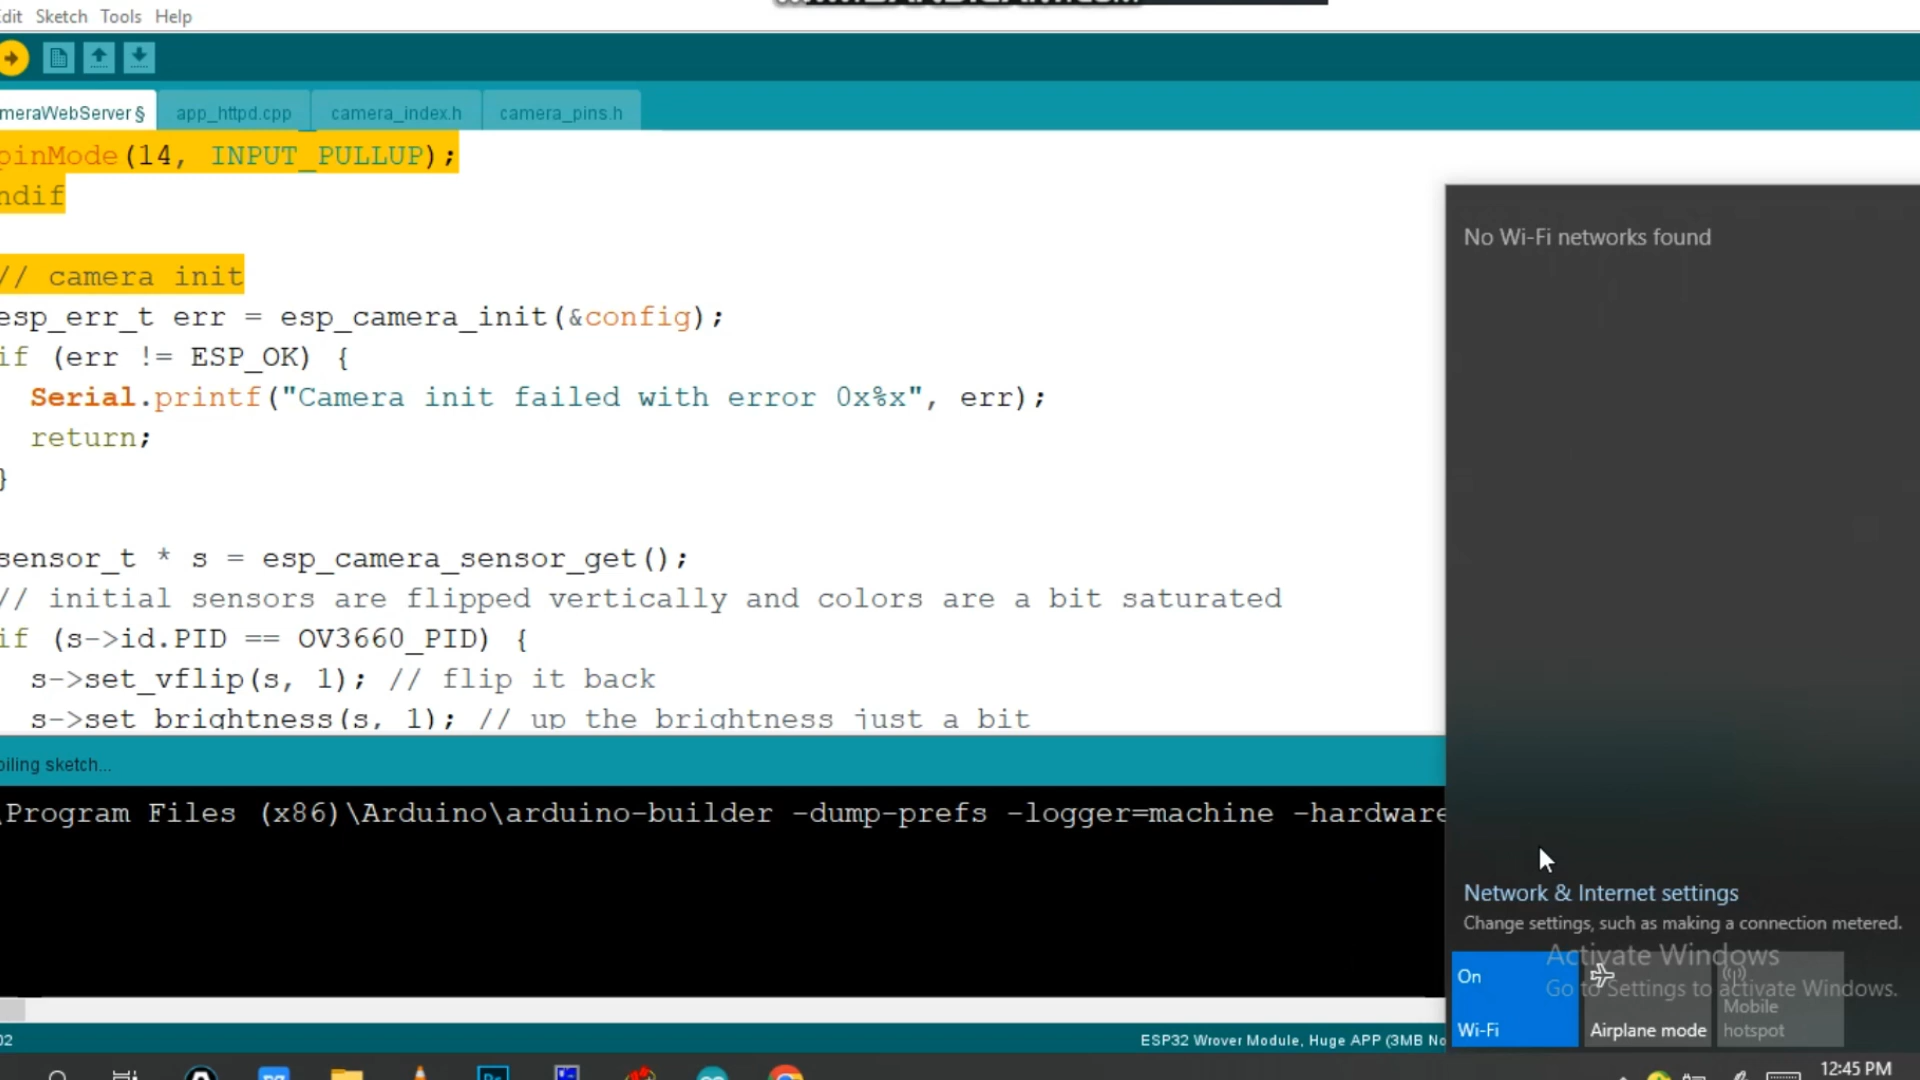 dit Sketch Tools Help
meraWebServer § app_httpd.cpp camera_index.h camera_pins.h
pinMode(14, INPUT_PULLUP);
ndif
// camera init
esp_err_t err = esp_camera_init(&config);
if (err != ESP_OK) {
Serial.printf("Camera init failed with error 0x%x", err);
return;
}
sensor_t * s = esp_camera_sensor_get();
// initial sensors are flipped vertically and colors are a bit saturated
if (s->id.PID == OV3660_PID) {
s->set_vflip(s, 1); // flip it back
s->set_brightness(s, 1); // up the brightness just a bit
piling sketch...
\Program Files (x86)\Arduino\arduino-builder -dump-prefs -logger=machine -hardware
02
ESP32 Wrover Module, Huge APP (3MB No
No Wi-Fi networks found
Network & Internet settings
Change settings, such as making a connection metered.
Activate Windows
Go to Settings to activate Windows.
On
Wi-Fi
Airplane mode
Mobile
hotspot
12:45 PM